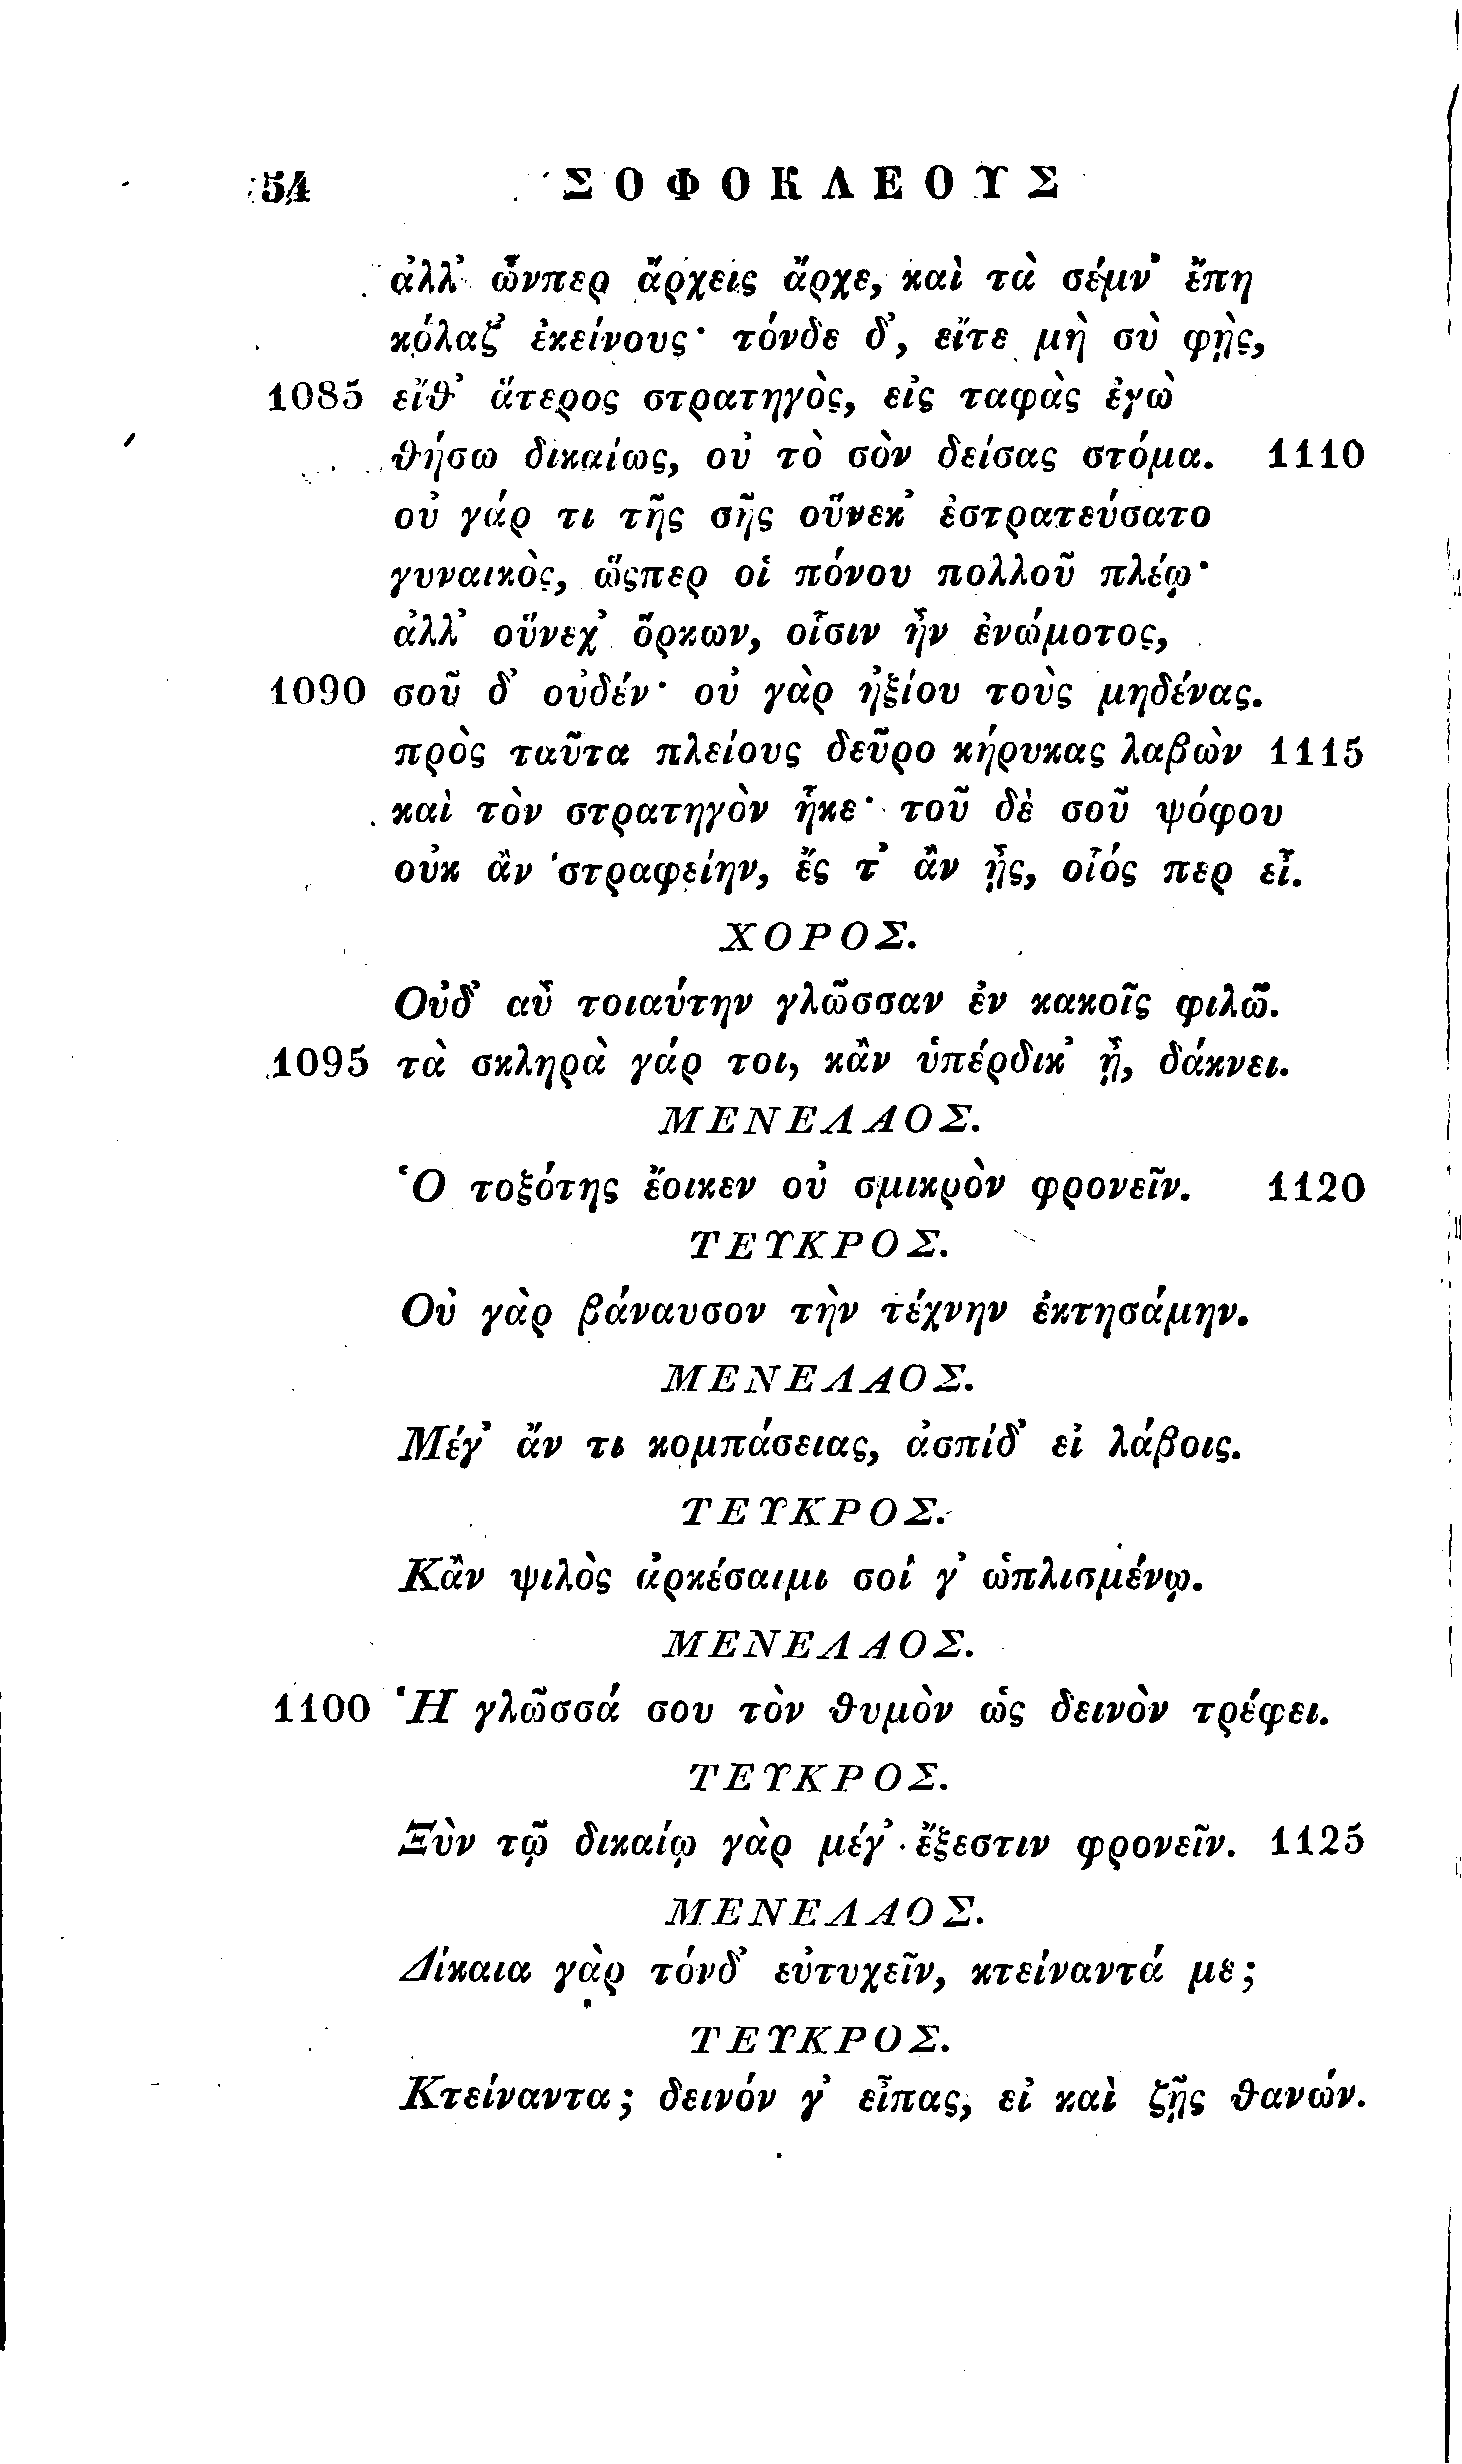 54 ΣΟΦΟΚΛΕΟΥΣ
ἀλλ’ ὧνπερ ἄρχεις ἄρχε, καὶ τὰ σέμν’ ἔπη
κόλαζ’ ἐκείνους· τόνδε δ’, εἴτε μὴ σὺ φῂς,
1085 εἴθ’ ἅτερος στρατηγὸς, εἰς ταφὰς ἐγὼ
θήσω δικαίως, οὐ τὸ σὸν δείσας στόμα. 1110
οὐ γάρ τι τῆς σῆς οὕνεκ’ ἐστρατεύσατο
γυναικὸς, ὥςπερ οἱ πόνου πολλοῦ πλέῳ·
ἀλλ’ οὕνεχ’ ὅρκων, οἷσιν ἦν ἐνώμοτος,
1090 σοῦ δ’ οὐδέν· οὐ γὰρ ἠξίου τοὺς μηδένας.
πρὸς ταῦτα πλείους δεῦρο κήρυκας λαβὼν 1115
καὶ τὸν στρατηγὸν ἧκε· τοῦ δὲ σοῦ ψόφου
οὐκ ἂν ’στραφείην, ἕς τ’ ἂν ᾖς, οἷός περ εἶ.
ΧΟΡΟΣ.
Οὐδ’ αὖ τοιαύτην γλῶσσαν ἐν κακοῖς φιλῶ.
1095 τὰ σκληρὰ γάρ τοι, κἂν ὑπέρδικ’ ᾖ, δάκνει.
ΜΕΝΕΛΑΟΣ.
Ὁ τοξότης ἔοικεν οὐ σμικρὸν φρονεῖν. 1120
ΤΕΥΚΡΟΣ.
Οὐ γὰρ βάναυσον τὴν τέχνην ἐκτησάμην.
ΜΕΝΕΛΑΟΣ.
Μέγ’ ἄν τι κομπάσειας, ἀσπίδ’ εἰ λάβοις.
ΤΕΥΚΡΟΣ.
Κἂν ψιλὸς ἀρκέσαιμι σοί γ’ ὡπλισμένῳ.
ΜΕΝΕΛΑΟΣ.
1100 Ἡ γλῶσσά σου τὸν θυμὸν ὡς δεινὸν τρέφει.
ΤΕΥΚΡΟΣ.
Ξὺν τῷ δικαίῳ γὰρ μέγ’ ἔξεστιν φρονεῖν. 1125
ΜΕΝΕΛΑΟΣ.
Δίκαια γὰρ τόνδ’ εὐτυχεῖν, κτείναντά με;
ΤΕΥΚΡΟΣ.
Κτείναντα; δεινόν γ’ εἶπας, εἰ καὶ ζῇς θανών.